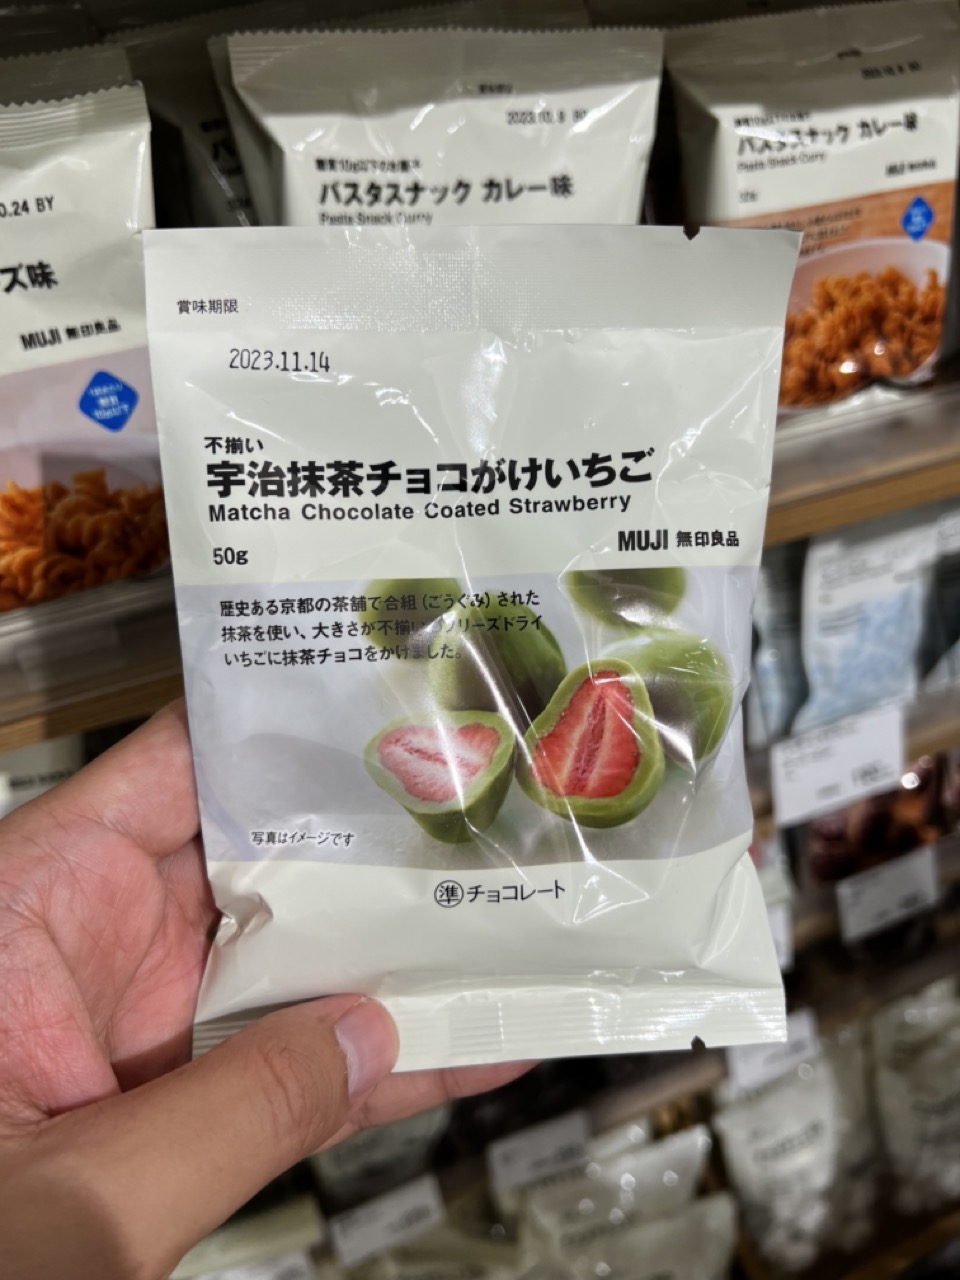 0.24 BY
ズ味
MUJI 無印良品
パスタスナック カレー味
Pasta Snack Curry
パスタスナック カレー味
Pasta Snack Curry
賞味期限
2023.11.14
不揃い
宇治抹茶チョコがけいちご
Matcha Chocolate Coated Strawberry
50g
MUJI 無印良品
歴史ある京都の茶舗で合組(ごうぐみ)された
抹茶を使い、大きさが不揃いのフリーズドライ
いちごに抹茶チョコをかけました。
写真はイメージです
準チョコレート